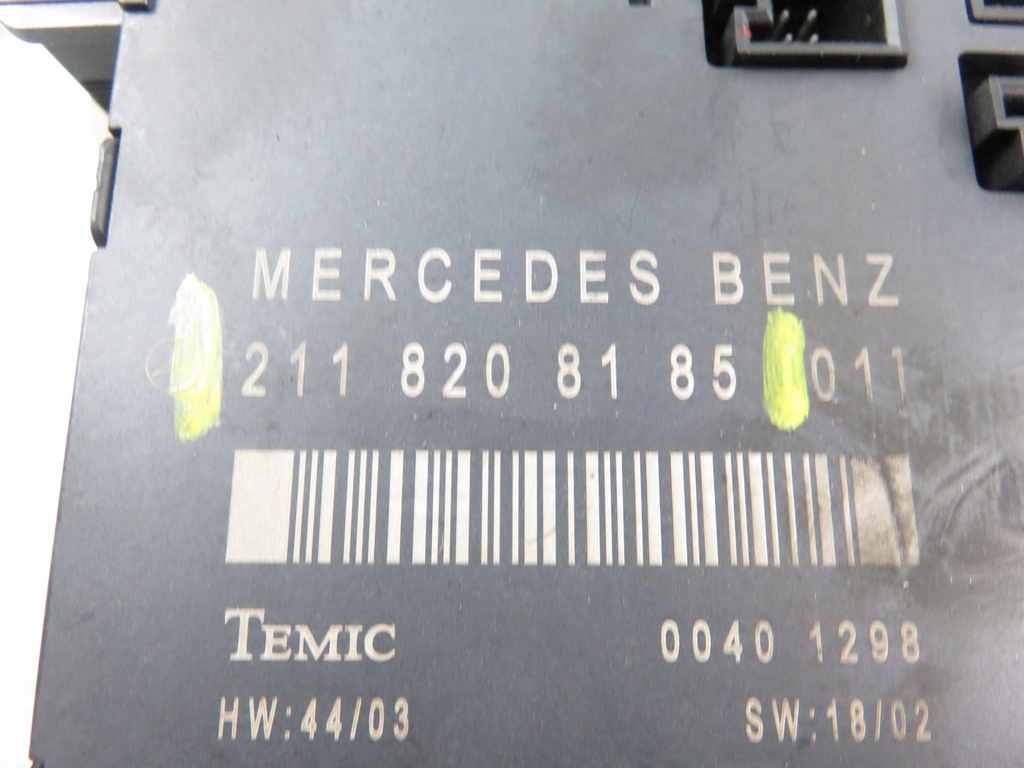 MERCEDES BENZ
211 820 81 85 011
TEMIC 0040 1298
HW:44/03 SW:18/02